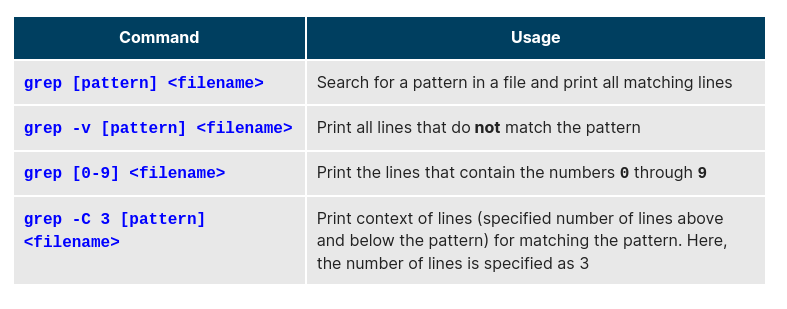 Command Usage
grep [pattern] <filename> Search for a pattern in a file and print all matching lines
grep -v [pattern] <filename> Print all lines that do not match the pattern
grep [0-9] <filename> Print the lines that contain the numbers 0 through 9
grep -C 3 [pattern]
<filename>
Print context of lines (specified number of lines above
and below the pattern) for matching the pattern. Here,
the number of lines is specified as 3